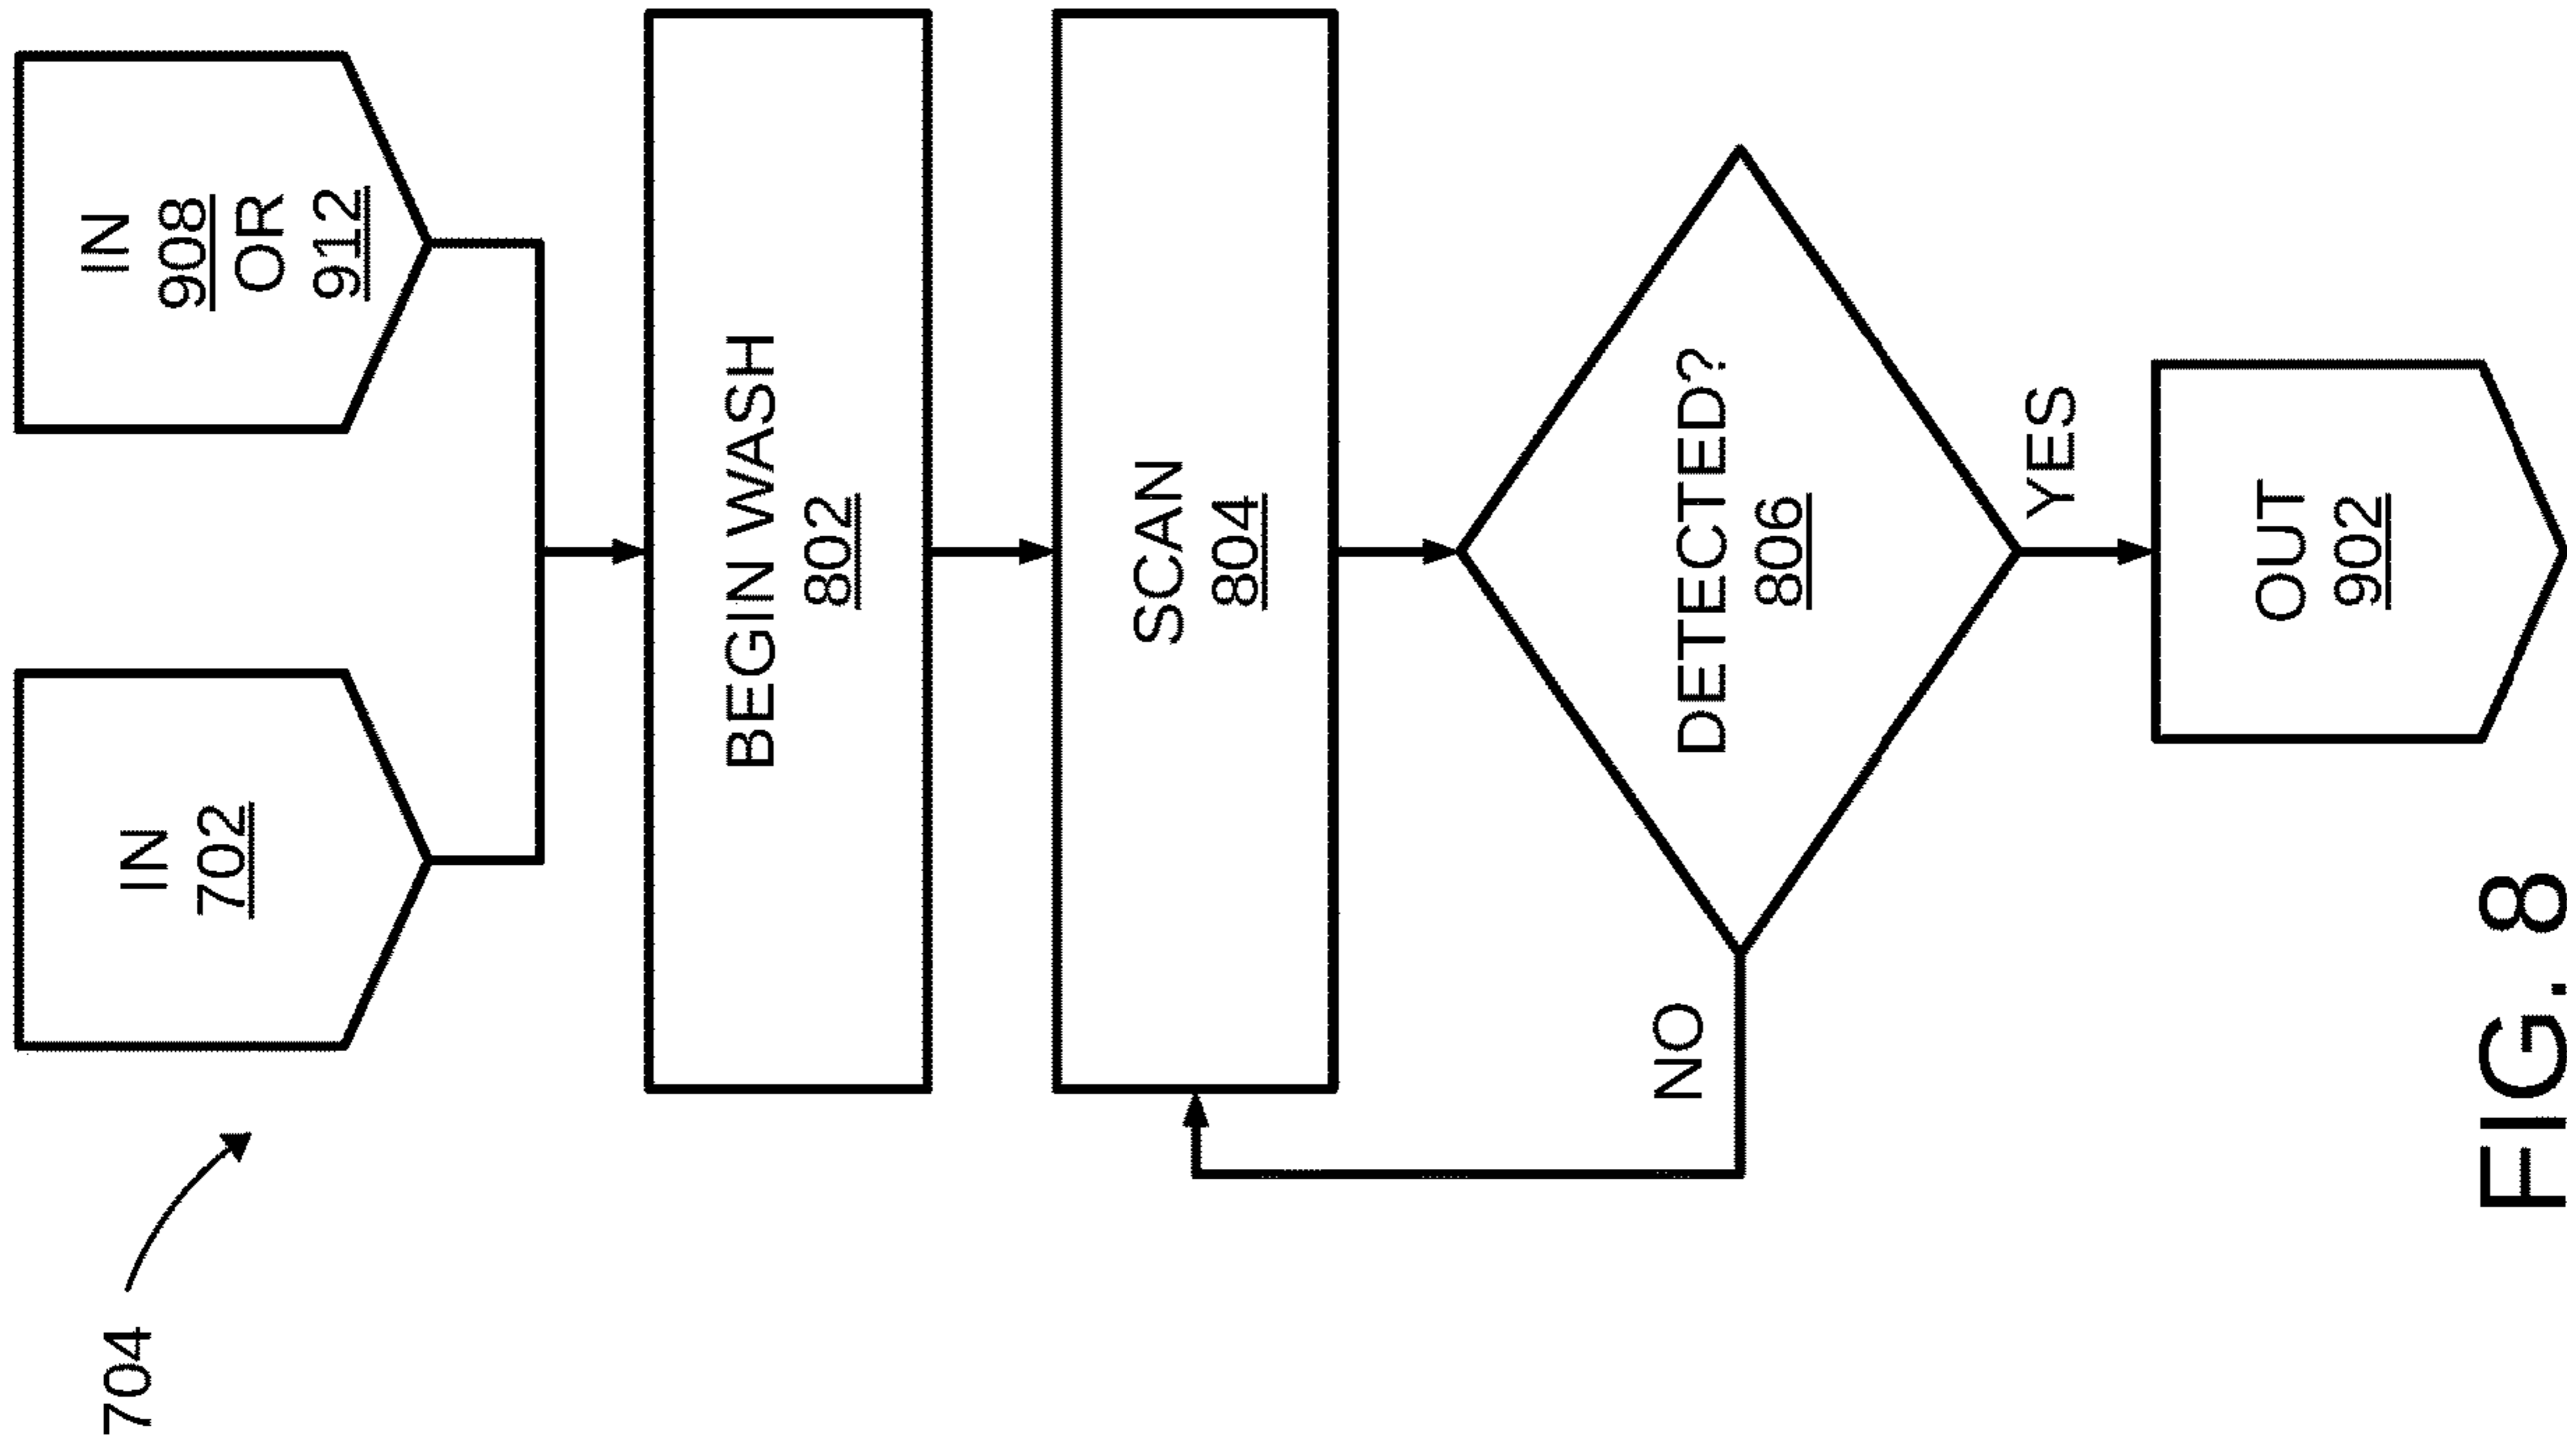 704
IN
702
IN
908
OR
912
BEGIN WASH
802
SCAN
804
DETECTED?
806
NO
YES
OUT
902
FIG. 8